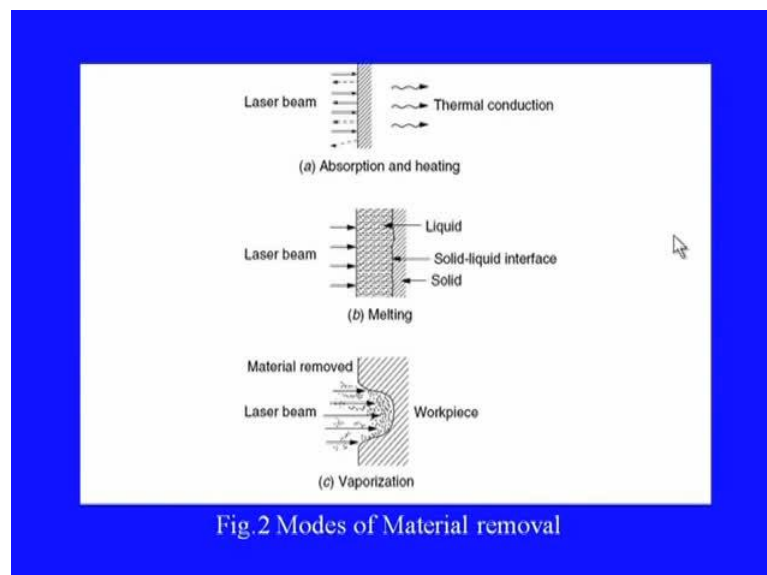 Laser beam
Thermal conduction
(a) Absorption and heating
Liquid
Laser beam
Solid-liquid interface
Solid
(b) Melting
Material removed
Laser beam
Workpiece
(c) Vaporization
Fig.2 Modes of Material removal